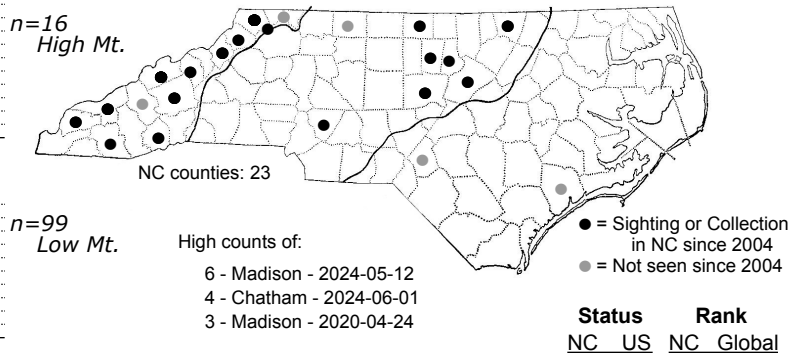 n=16
High Mt.
NC counties: 23
n=99
Low Mt.
High counts of:
6 - Madison - 2024-05-12
4 - Chatham - 2024-06-01
3 - Madison - 2020-04-24
= Sighting or Collection
in NC since 2004
= Not seen since 2004
Status Rank
NC US NC Global